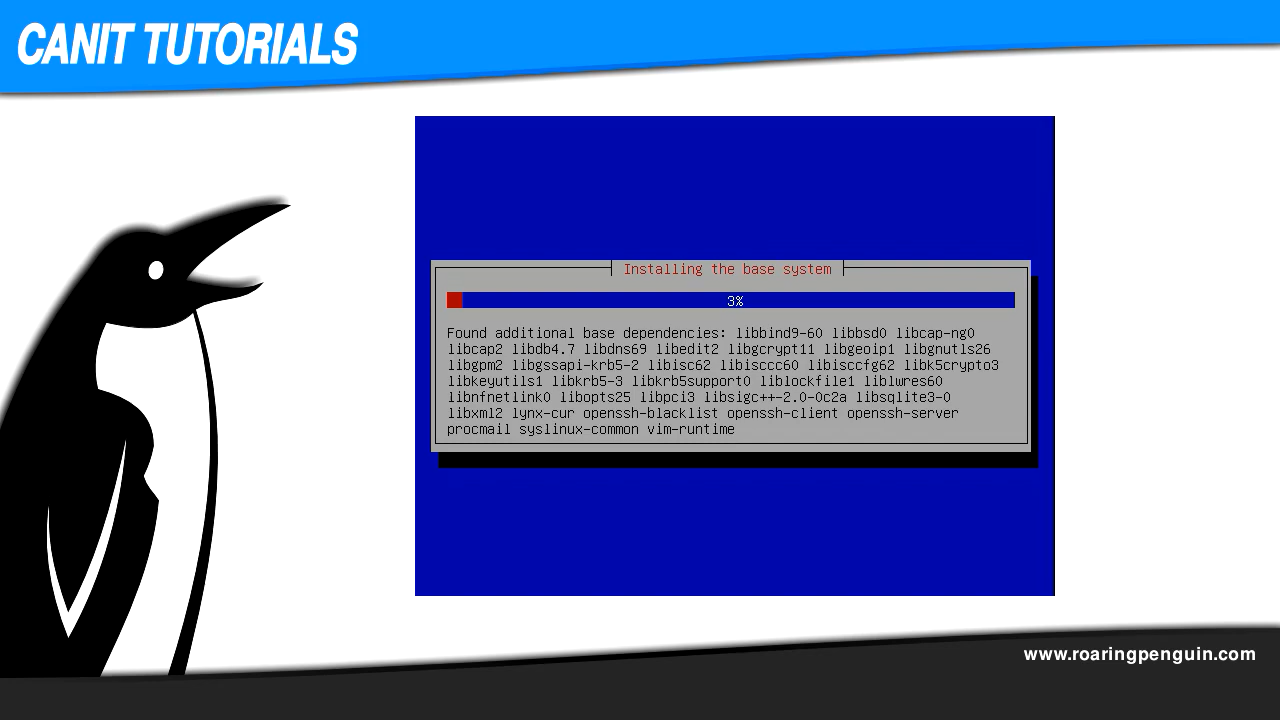 CANIT TUTORIALS
Installing the base system
3%
Found additional base dependencies: libbind9-60 libbsd0 libcap-ng0
libcap2 libdb4.7 libdns69 libedit2 libgcrypt11 libgeoip1 libgnutls26
libgpm2 libgssapi-krb5-2 libisc62 libisccc60 libisccfg62 libk5crypto3
libkeyutils1 libkrb5-3 libkrb5support0 liblockfile1 liblwres60
libnfnetlink0 libopts25 libpci3 libsigc++-2.0-0c2a libsqlite3-0
libxml2 lynx-cur openssh-blacklist openssh-client openssh-server
procmail syslinux-common vim-runtime
www.roaringpenguin.com